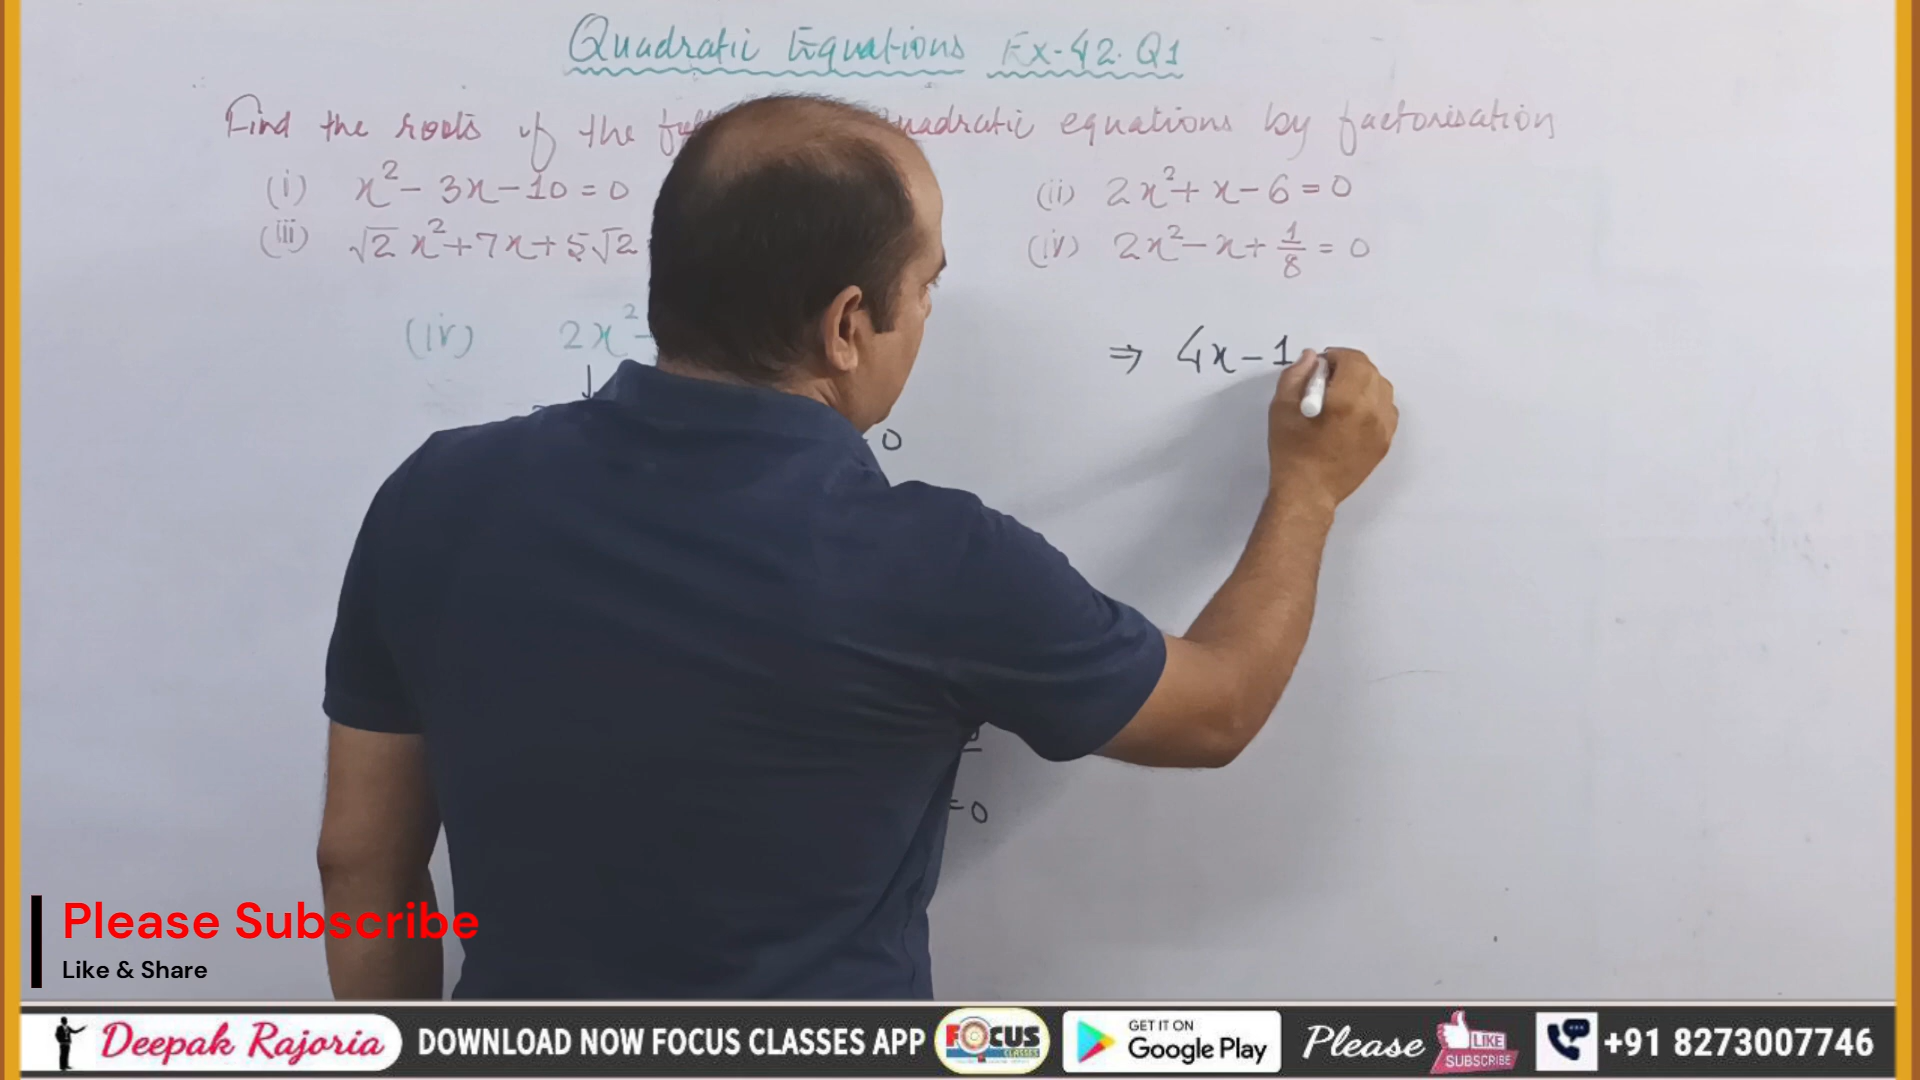 Quadratic Equations Ex-4.2. Q1
Find the roots of the quadratic equations by factorisation
(i) x² - 3x - 10 = 0
(ii) 2x² + x - 6 = 0
(iii) √2 x² + 7x + 5√2
(iv) 2x² - x + 1/8 = 0
(iv) 2x² -
⇒ 4x - 1
0
= 0
Please Subscribe
Like & Share
Deepak Rajoria DOWNLOAD NOW FOCUS CLASSES APP FOCUS CLASSES GET IT ON Google Play Please LIKE SUBSCRIBE +91 8273007746